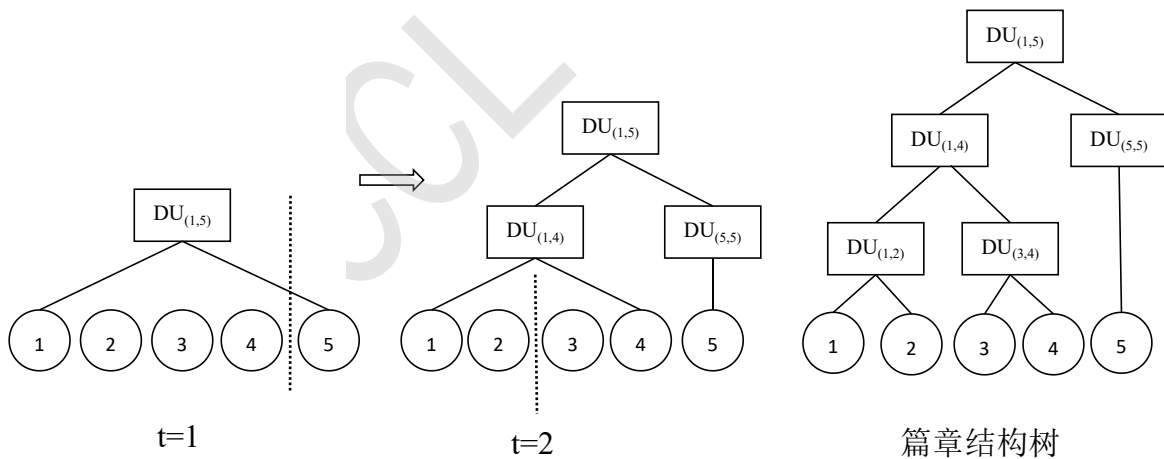 DU(1,5)
1 2 3 4 5
t=1
DU(1,5)
DU(1,4) DU(5,5)
1 2 3 4 5
t=2
DU(1,5)
DU(1,4) DU(5,5)
DU(1,2) DU(3,4)
1 2 3 4 5
篇章结构树
CCL